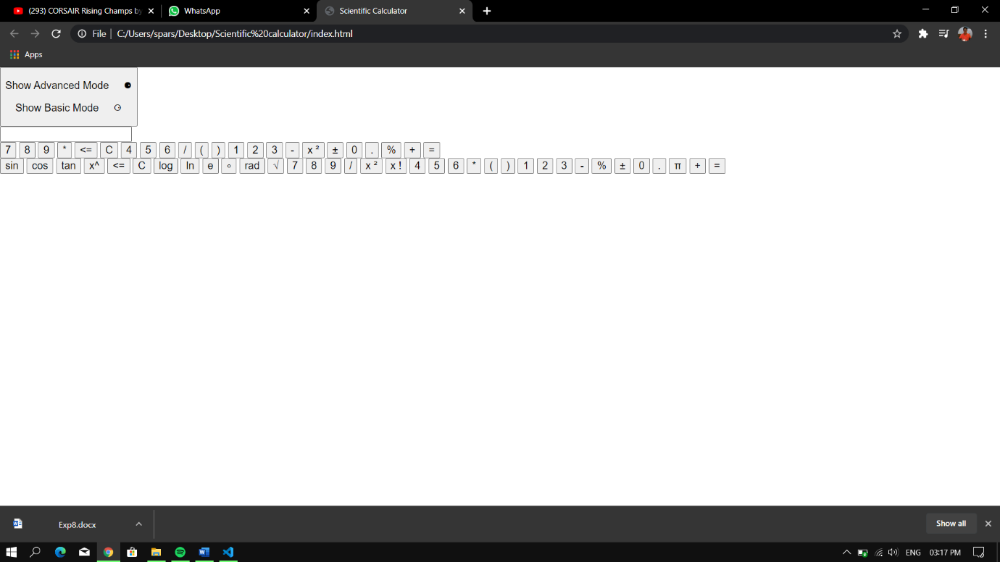 (293) CORSAIR Rising Champs by
WhatsApp
Scientific Calculator
File | C:/Users/spars/Desktop/Scientific%20calculator/index.html
Apps
Show Advanced Mode
Show Basic Mode
7 8 9 * <= C 4 5 6 / ( ) 1 2 3 - x ² ± 0 . % + =
sin cos tan x^ <= C log ln e ∘ rad √ 7 8 9 / x ² x ! 4 5 6 * ( ) 1 2 3 - % ± 0 . π + =
Exp8.docx
Show all
ENG 03:17 PM